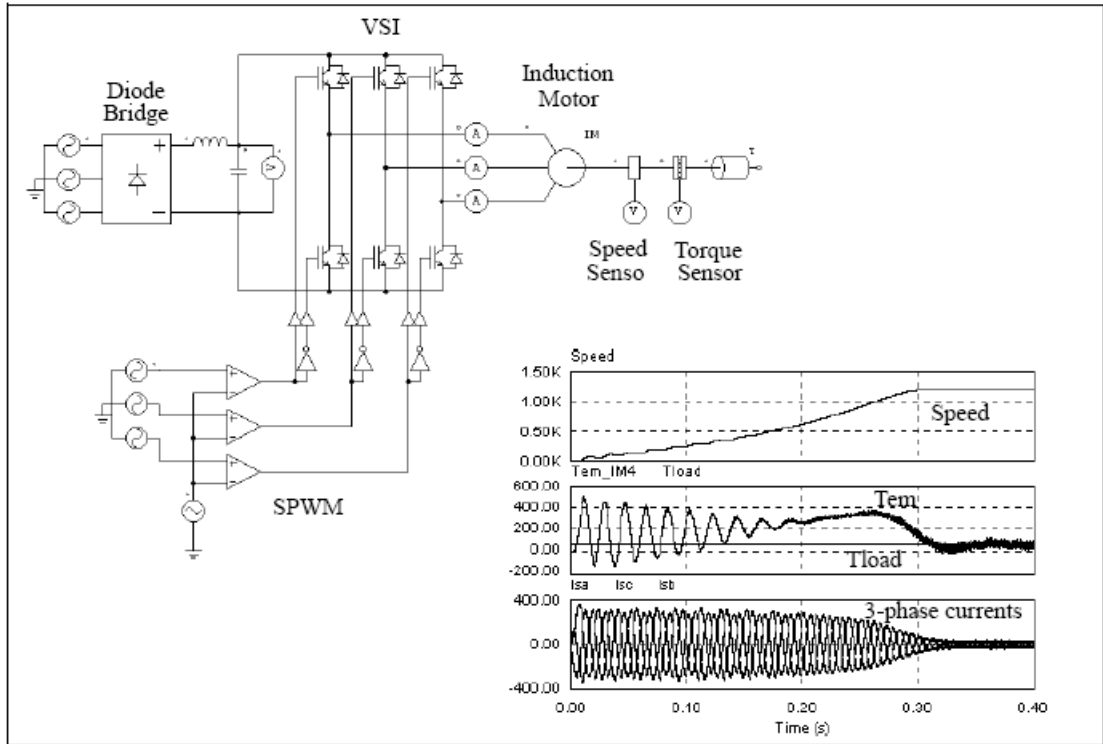 VSI
Diode
Bridge
Induction
Motor
IM
T
+
−
V
A
A
A
V
V
Speed
Senso
Torque
Sensor
SPWM
Speed
1.50K
1.00K
0.50K
0.00K
Speed
Tem_IM4 Tload
600.00
400.00
200.00
0.00
-200.00
Tem
Tload
Isa Isc Isb
400.00
0.00
-400.00
3-phase currents
0.00 0.10 0.20 0.30 0.40
Time (s)